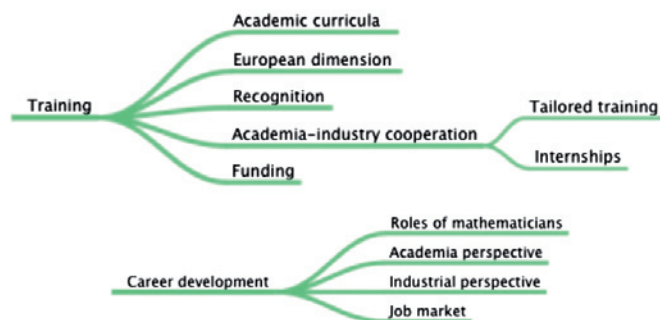 Training
Academic curricula
European dimension
Recognition
Academia-industry cooperation
Tailored training
Internships
Funding
Career development
Roles of mathematicians
Academia perspective
Industrial perspective
Job market